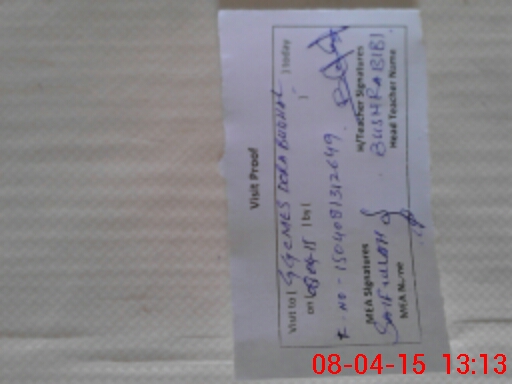 Visit Proof
Visit to [ GGCMES DERA BUDHAL ] today
on [ 08-04-15 ] by [ ]
R-NO-1504081312649
MEA Signatures H/Teacher Signatures
SAIFULLAH BUSHRA BIBI
MEA Name Head Teacher Name
08-04-15 13:13